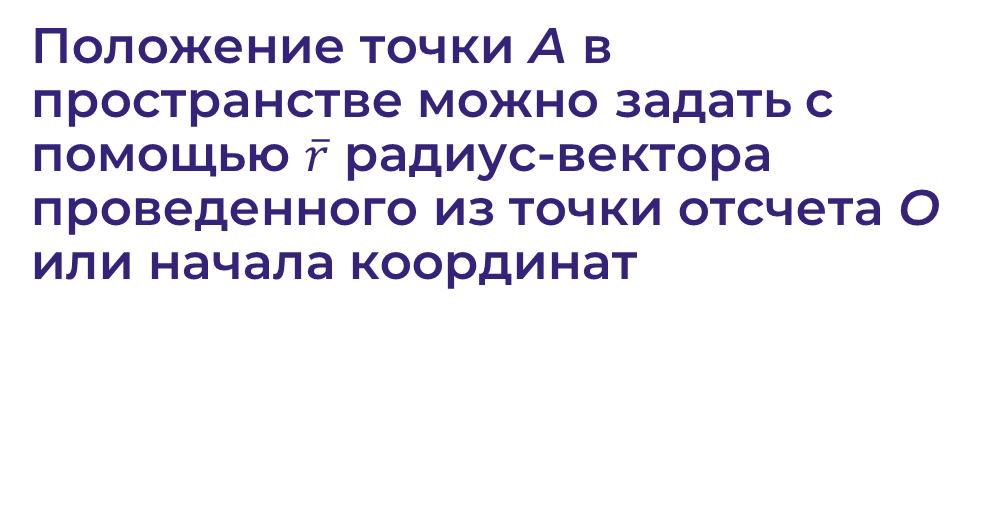 Положение точки A в
пространстве можно задать с
помощью r̄ радиус-вектора
проведенного из точки отсчета O
или начала координат